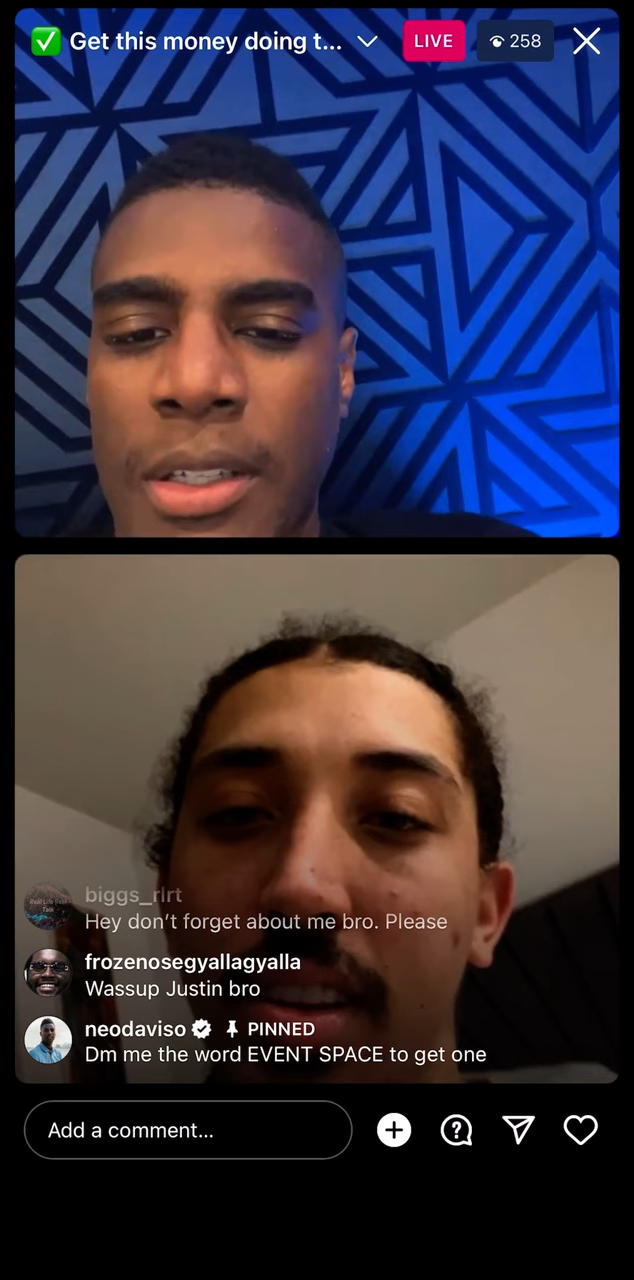 ✅ Get this money doing t...
LIVE
258
biggs_rlrt
Hey don’t forget about me bro. Please
frozenosegyallagyalla
Wassup Justin bro
neodaviso PINNED
Dm me the word EVENT SPACE to get one
Add a comment...